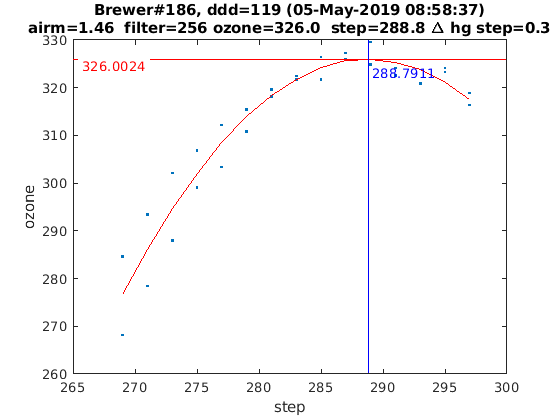 Brewer#186, ddd=119 (05-May-2019 08:58:37)
airm=1.46 filter=256 ozone=326.0 step=288.8 Δ hg step=0.3
330
326.0024
288.7911
320
310
300
290
280
270
260
ozone
265 270 275 280 285 290 295 300
step